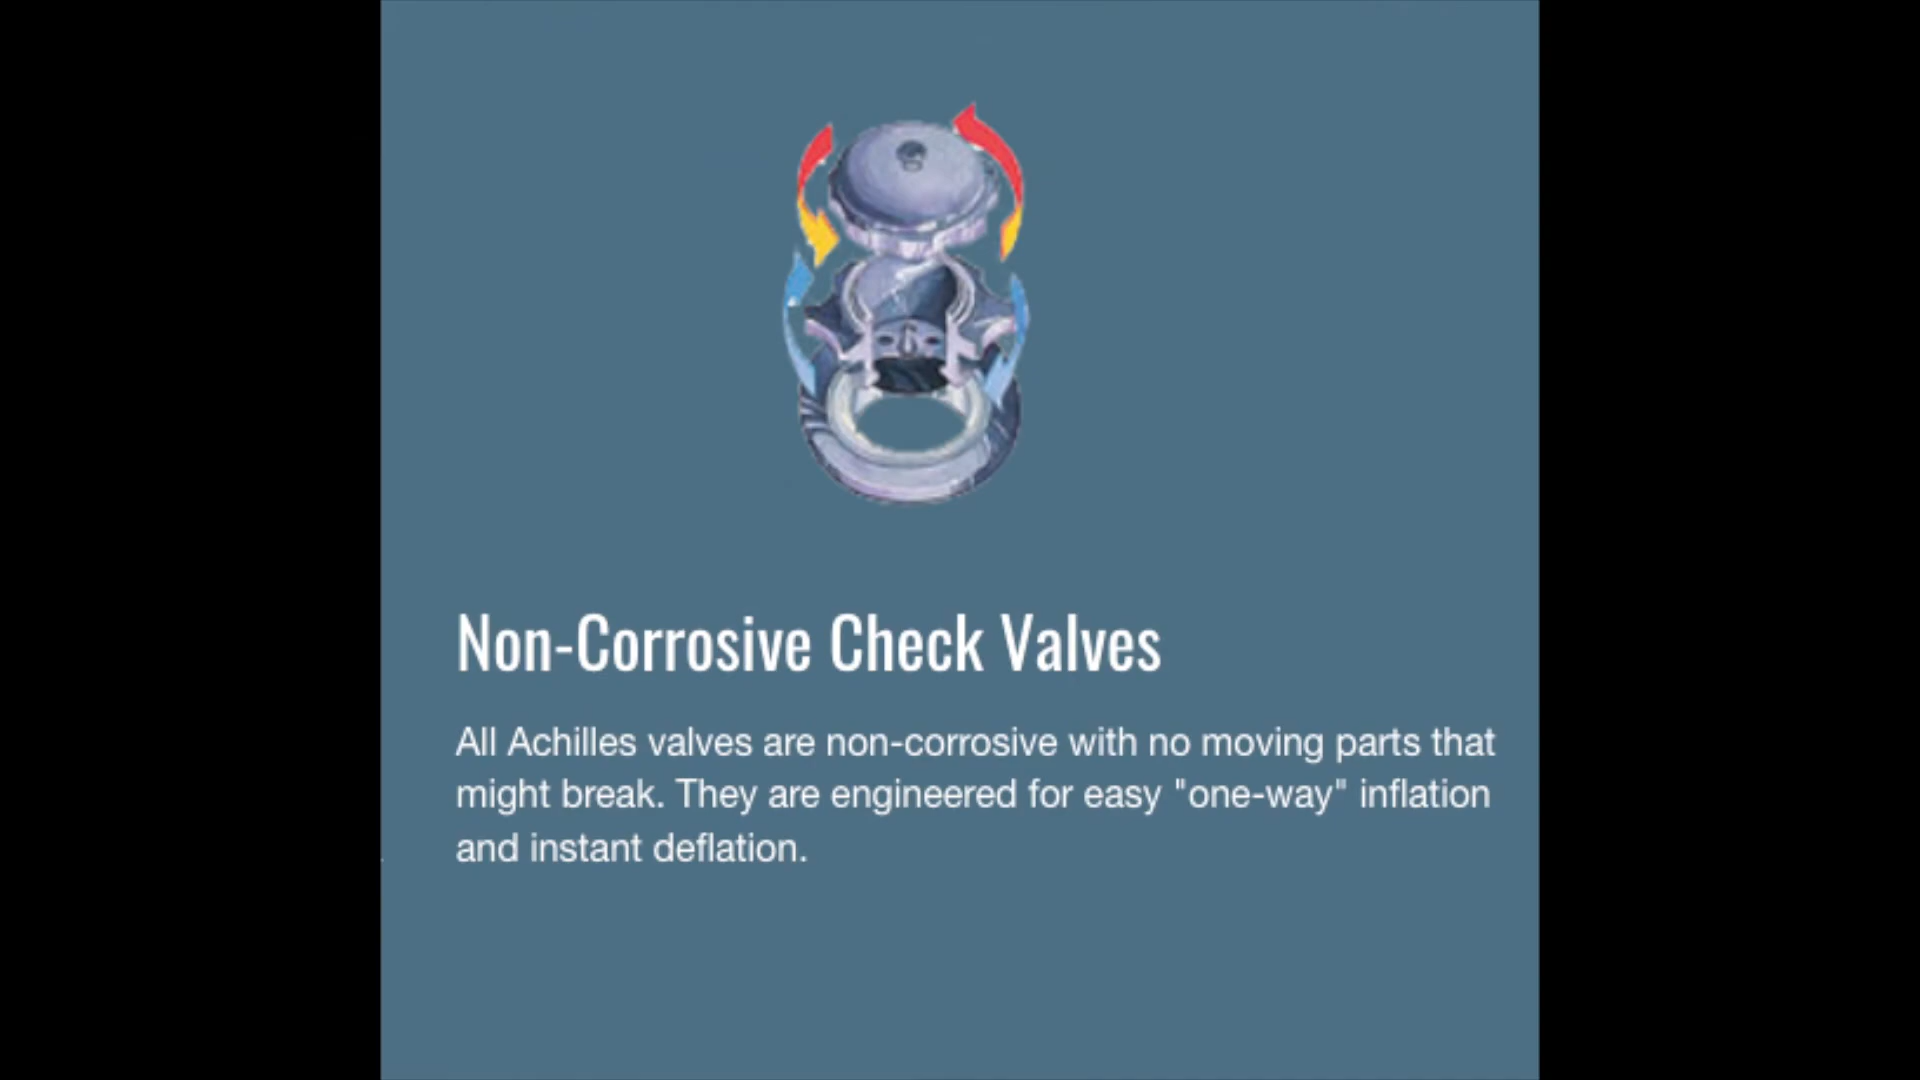 Non-Corrosive Check Valves
All Achilles valves are non-corrosive with no moving parts that
might break. They are engineered for easy "one-way" inflation
and instant deflation.